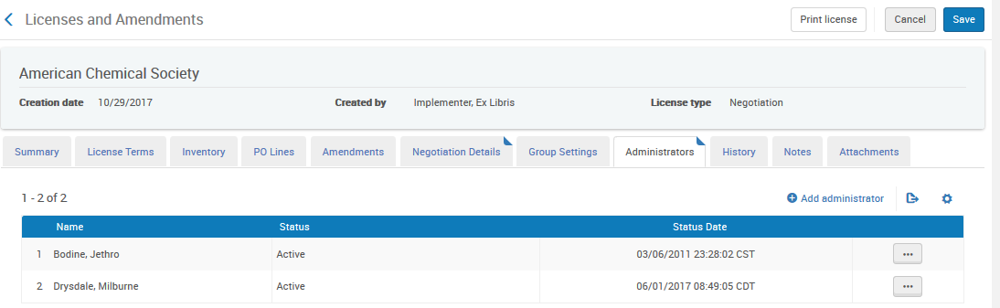 Licenses and Amendments
Print license Cancel Save
American Chemical Society
Creation date 10/29/2017 Created by Implementer, Ex Libris License type Negotiation
Summary License Terms Inventory PO Lines Amendments Negotiation Details Group Settings Administrators History Notes Attachments
1 - 2 of 2 Add administrator
Name Status Status Date
1 Bodine, Jethro Active 03/06/2011 23:28:02 CST
2 Drysdale, Milburne Active 06/01/2017 08:49:05 CDT